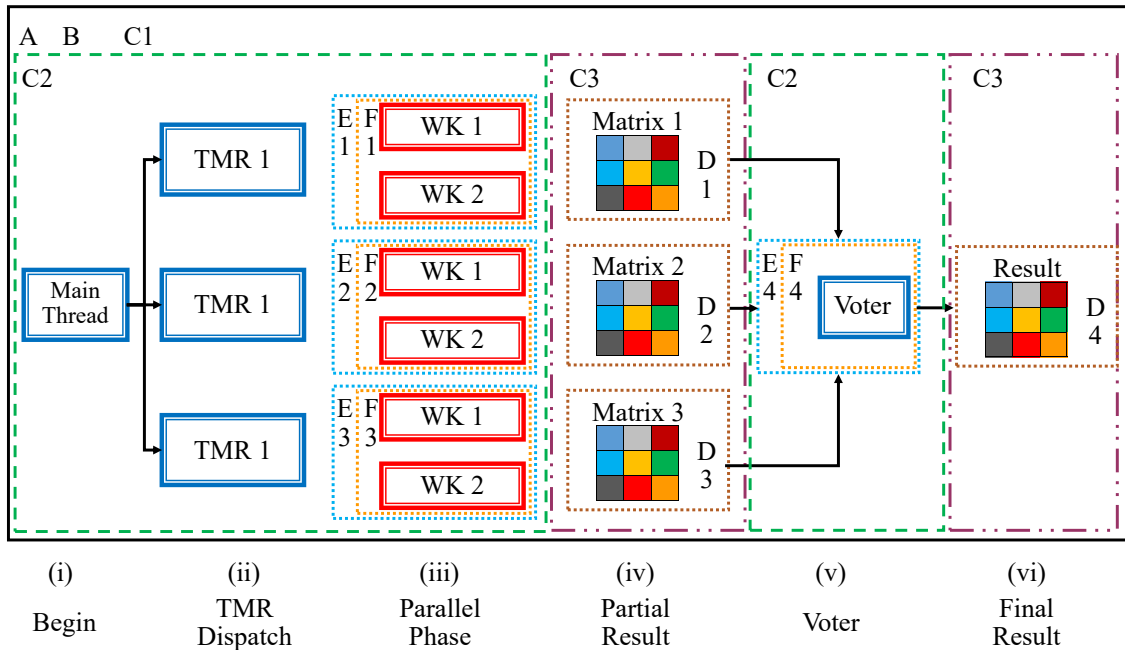 A B C1
C2
C3
C2
C3
Main
Thread
TMR 1
TMR 1
TMR 1
E
1
F
1
WK 1
WK 2
E
2
F
2
WK 1
WK 2
E
3
F
3
WK 1
WK 2
Matrix 1
D
1
Matrix 2
D
2
Matrix 3
D
3
E
4
F
4
Voter
Result
D
4
(i)
Begin
(ii)
TMR
Dispatch
(iii)
Parallel
Phase
(iv)
Partial
Result
(v)
Voter
(vi)
Final
Result